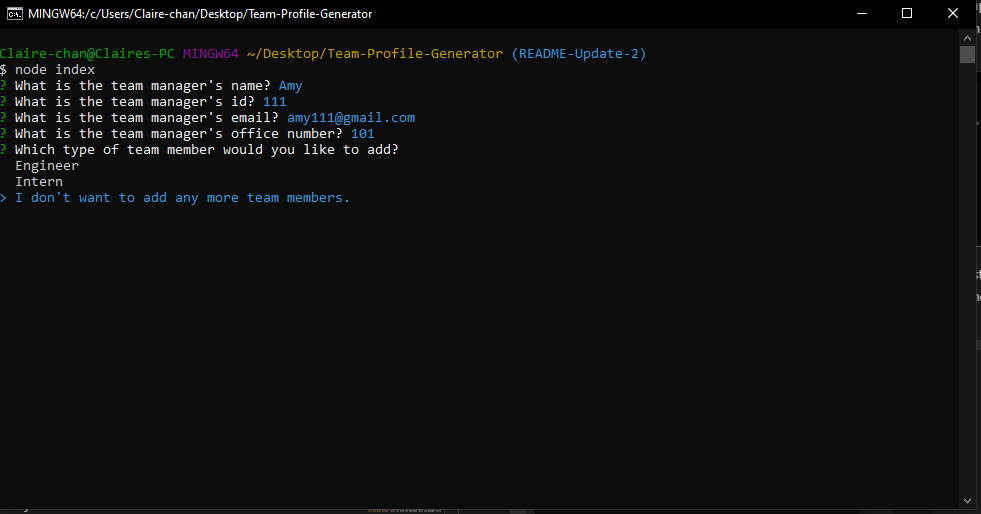 MINGW64:/c/Users/Claire-chan/Desktop/Team-Profile-Generator
Claire-chan@Claires-PC MINGW64 ~/Desktop/Team-Profile-Generator (README-Update-2)
$ node index
? What is the team manager's name? Amy
? What is the team manager's id? 111
? What is the team manager's email? amy111@gmail.com
? What is the team manager's office number? 101
? Which type of team member would you like to add?
Engineer
Intern
> I don't want to add any more team members.